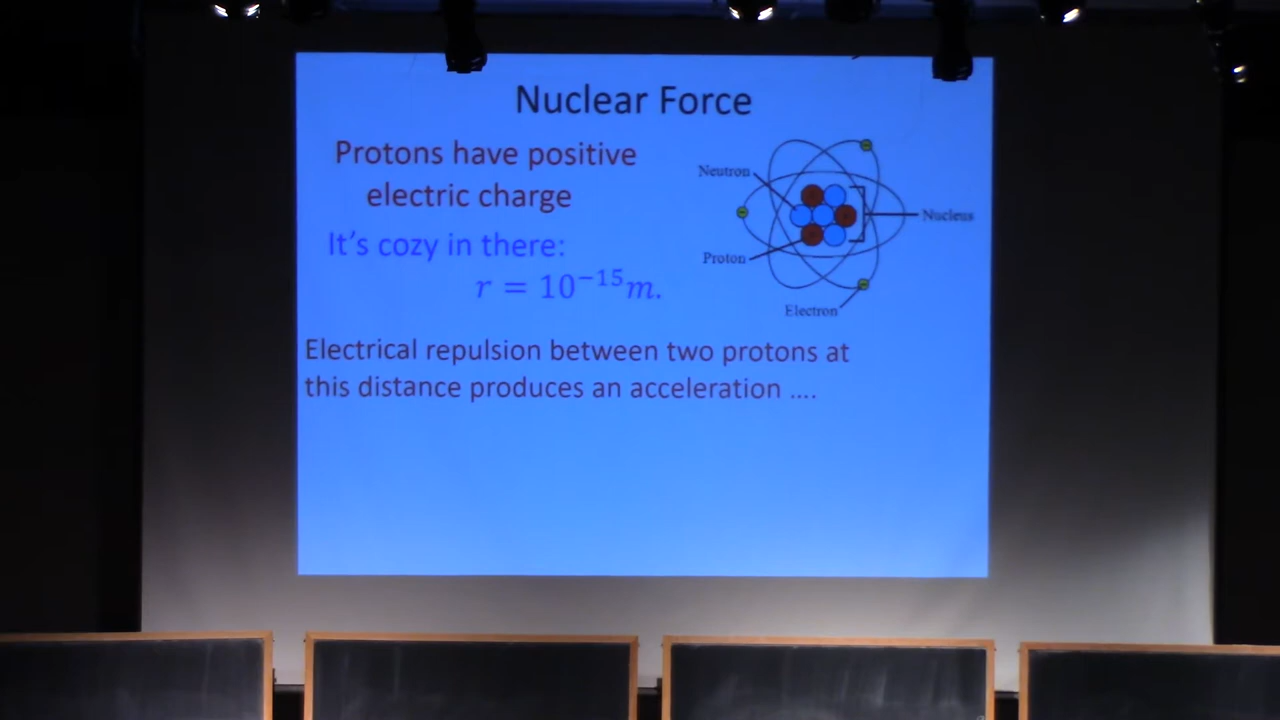 Nuclear Force
Protons have positive
electric charge
It's cozy in there:
r = 10⁻¹⁵m.
Neutron
Nucleus
Proton
Electron
Electrical repulsion between two protons at
this distance produces an acceleration ....